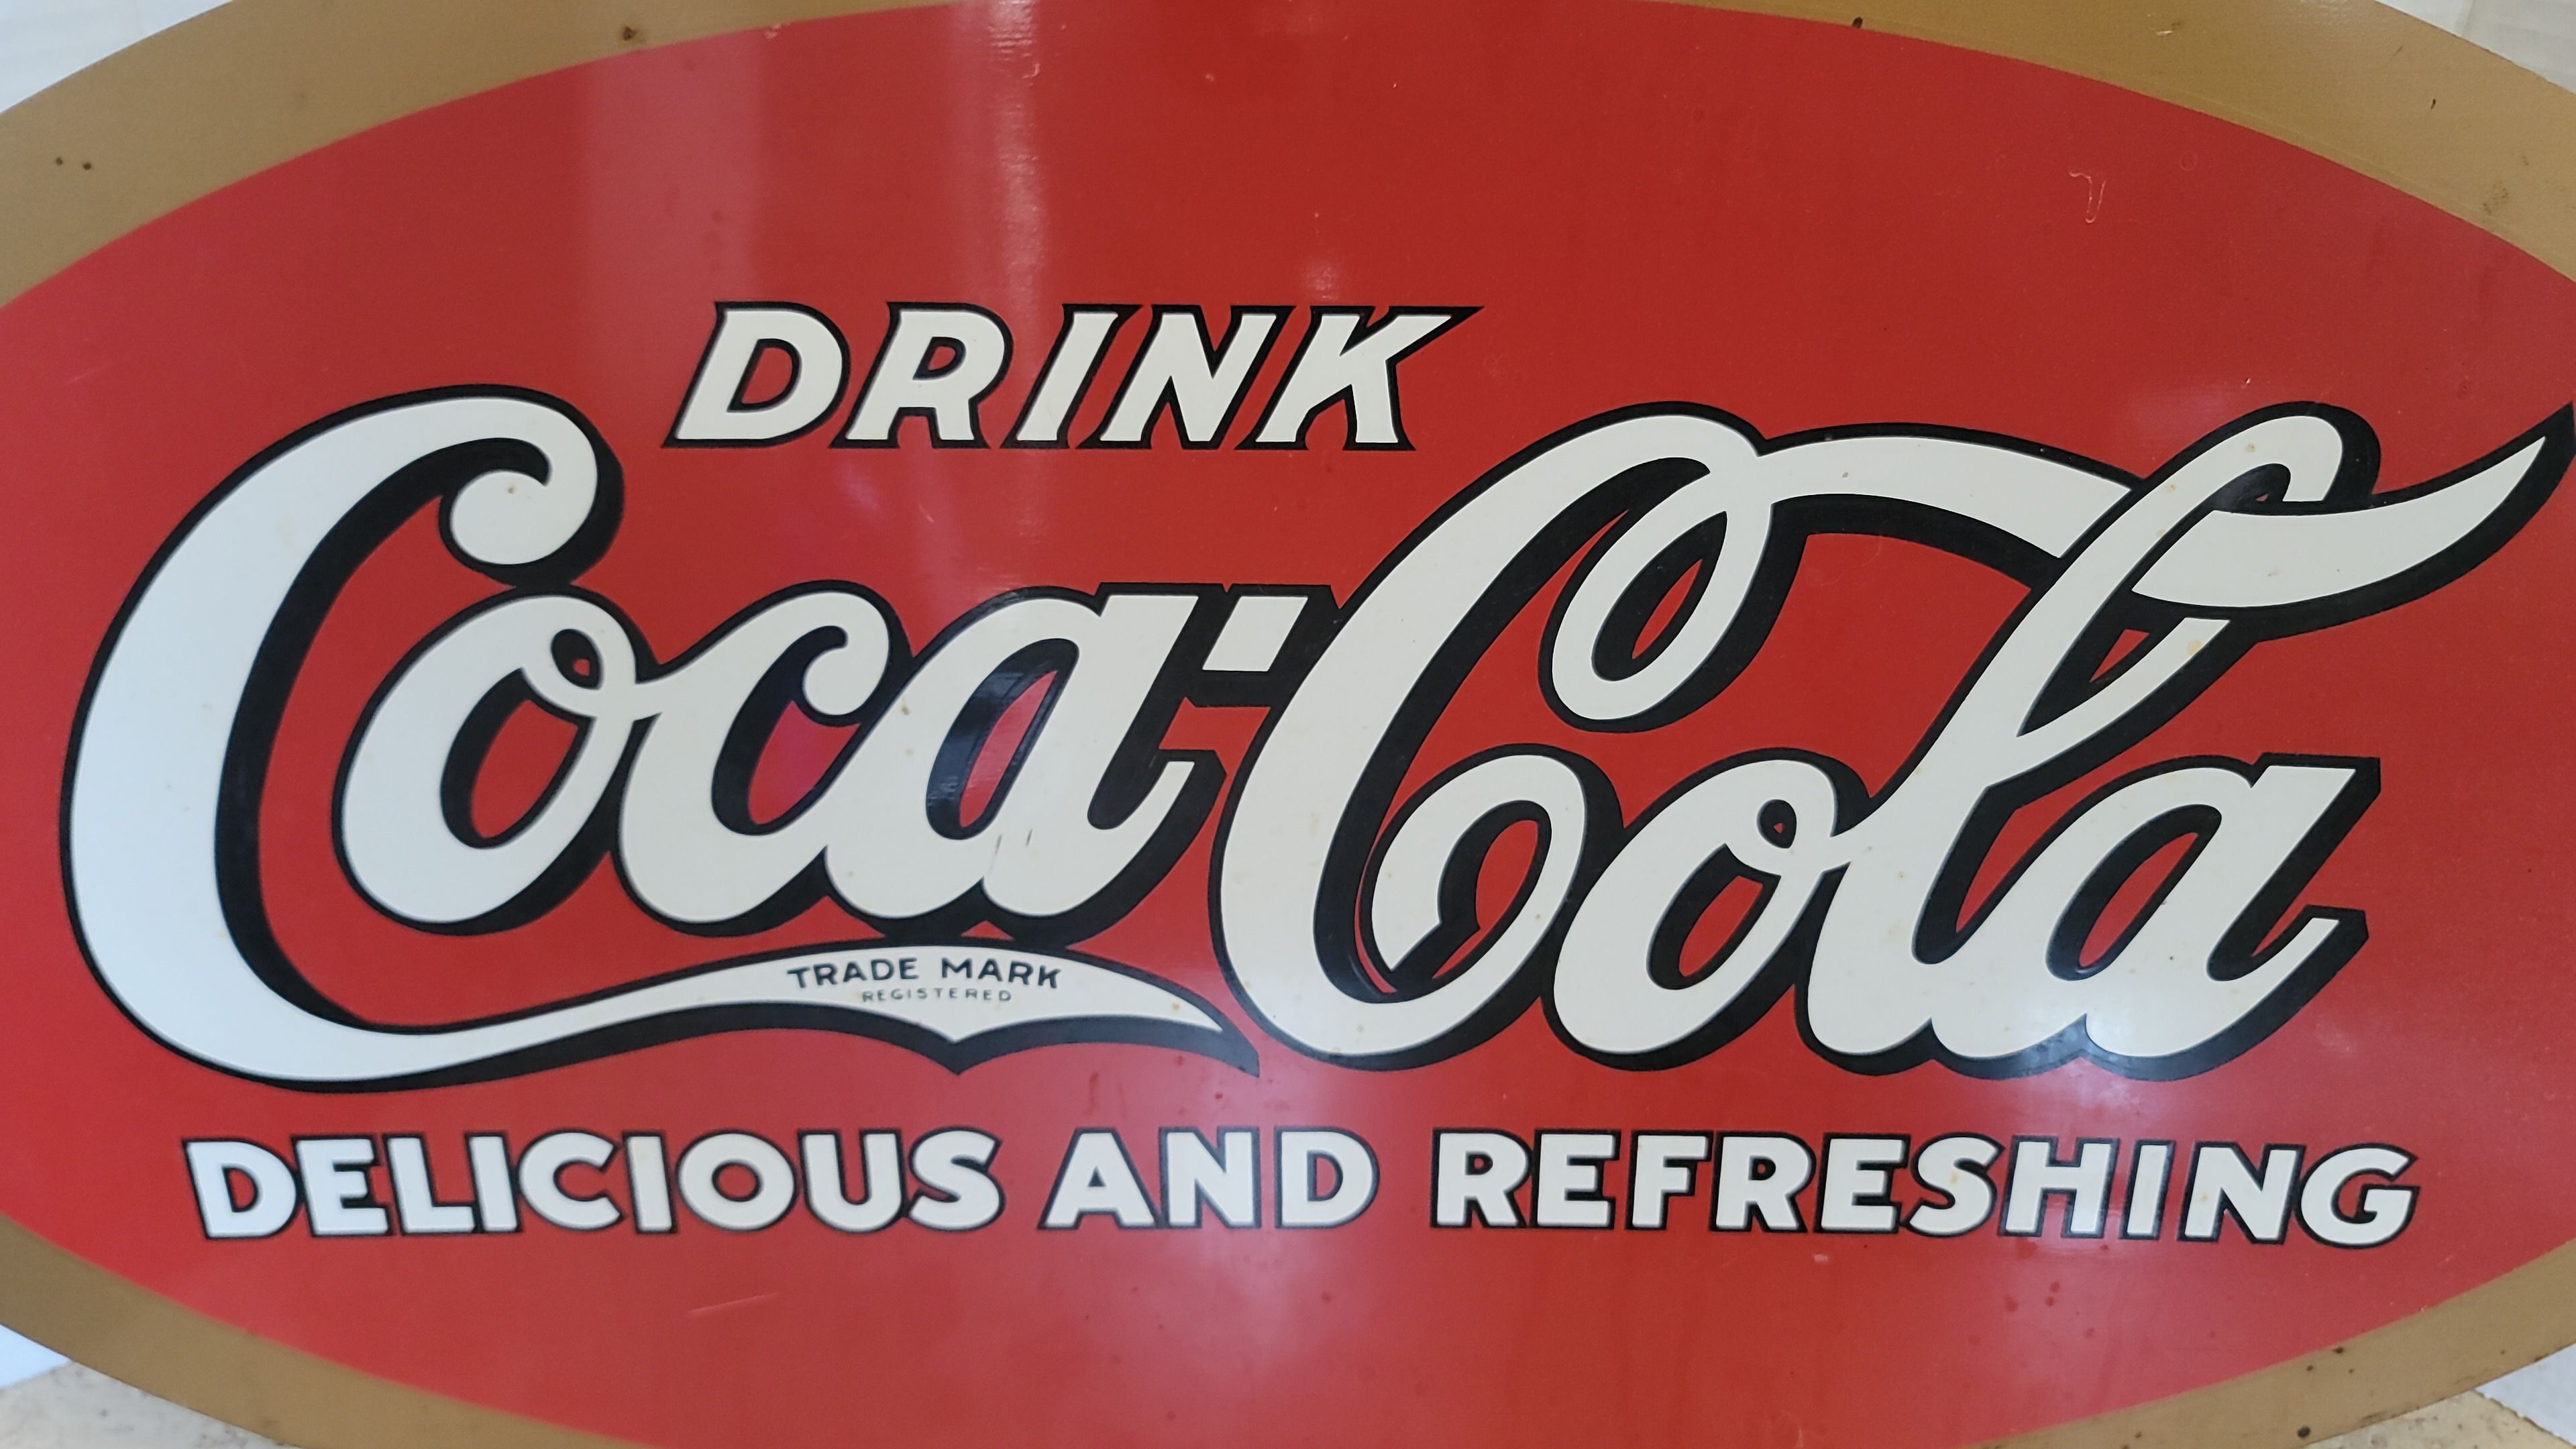 DRINK
Coca-Cola
TRADE MARK
REGISTERED
DELICIOUS AND REFRESHING